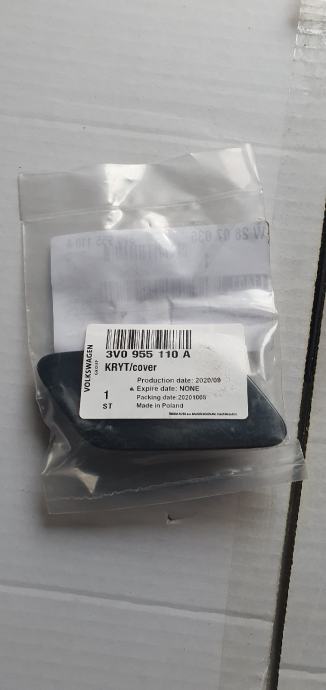 VOLKSWAGEN
GROUP
3V0 955 110 A
KRYT/cover
Production date: 2020/09
Expire date: NONE
1
ST
Packing date:20201008
Made in Poland